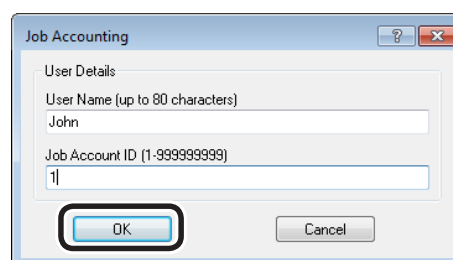 Job Accounting
User Details
User Name (up to 80 characters)
John
Job Account ID (1-999999999)
1
OK Cancel